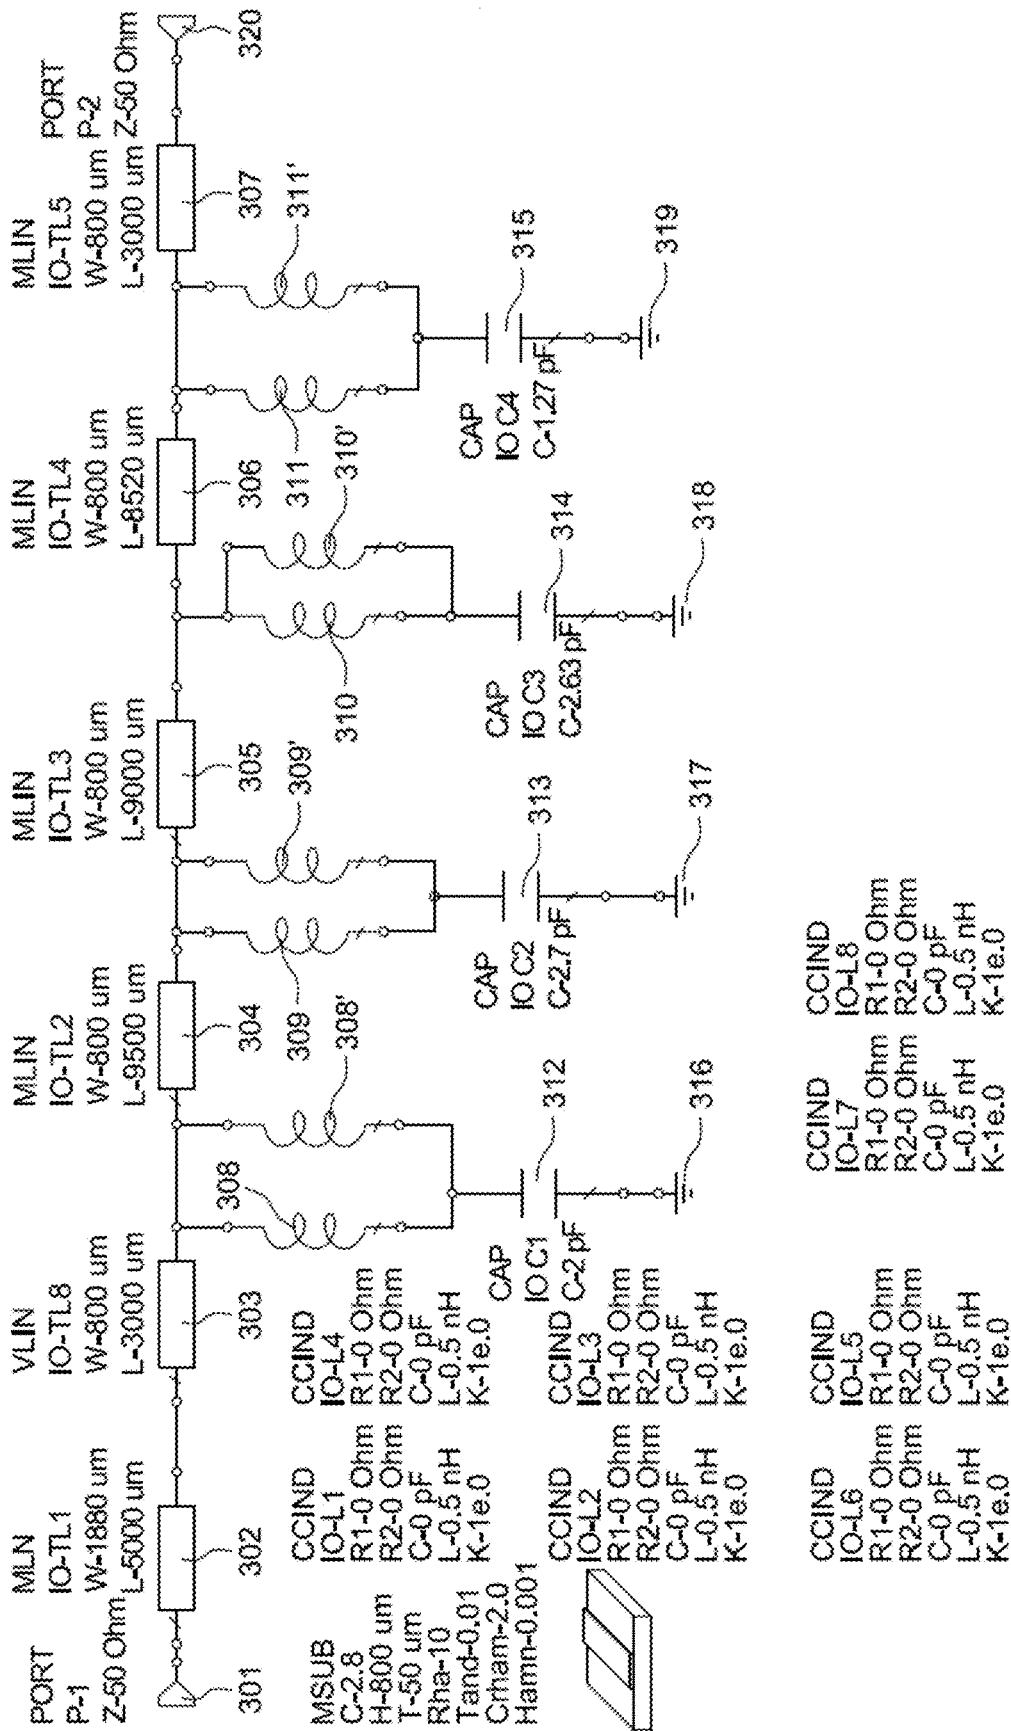 PORT
P-1
Z-50 Ohm
MLN
IO-TL1
W-1880 um
L-5000 um
VLIN
IO-TL8
W-800 um
L-3000 um
MLIN
IO-TL2
W-800 um
L-9500 um
MLIN
IO-TL3
W-800 um
L-9000 um
MLIN
IO-TL4
W-800 um
L-8520 um
MLIN
IO-TL5
W-800 um
L-3000 um
PORT
P-2
Z-50 Ohm
301
302
303
304
305
306
307
320
308
308'
309
309'
310
310'
311
311'
CAP
IO C1
C-2 pF
312
316
CAP
IO C2
C-2.7 pF
313
317
CAP
IO C3
C-2.63 pF
314
318
CAP
IO C4
C-1.27 pF
315
319
MSUB
C-2.8
H-800 um
T-50 um
Rha-10
Tand-0.01
Crham-2.0
Hamn-0.001
CCIND
IO-L1
R1-0 Ohm
R2-0 Ohm
C-0 pF
L-0.5 nH
K-1e.0
CCIND
IO-L4
R1-0 Ohm
R2-0 Ohm
C-0 pF
L-0.5 nH
K-1e.0
CCIND
IO-L2
R1-0 Ohm
R2-0 Ohm
C-0 pF
L-0.5 nH
K-1e.0
CCIND
IO-L3
R1-0 Ohm
R2-0 Ohm
C-0 pF
L-0.5 nH
K-1e.0
CCIND
IO-L6
R1-0 Ohm
R2-0 Ohm
C-0 pF
L-0.5 nH
K-1e.0
CCIND
IO-L5
R1-0 Ohm
R2-0 Ohm
C-0 pF
L-0.5 nH
K-1e.0
CCIND
IO-L7
R1-0 Ohm
R2-0 Ohm
C-0 pF
L-0.5 nH
K-1e.0
CCIND
IO-L8
R1-0 Ohm
R2-0 Ohm
C-0 pF
L-0.5 nH
K-1e.0